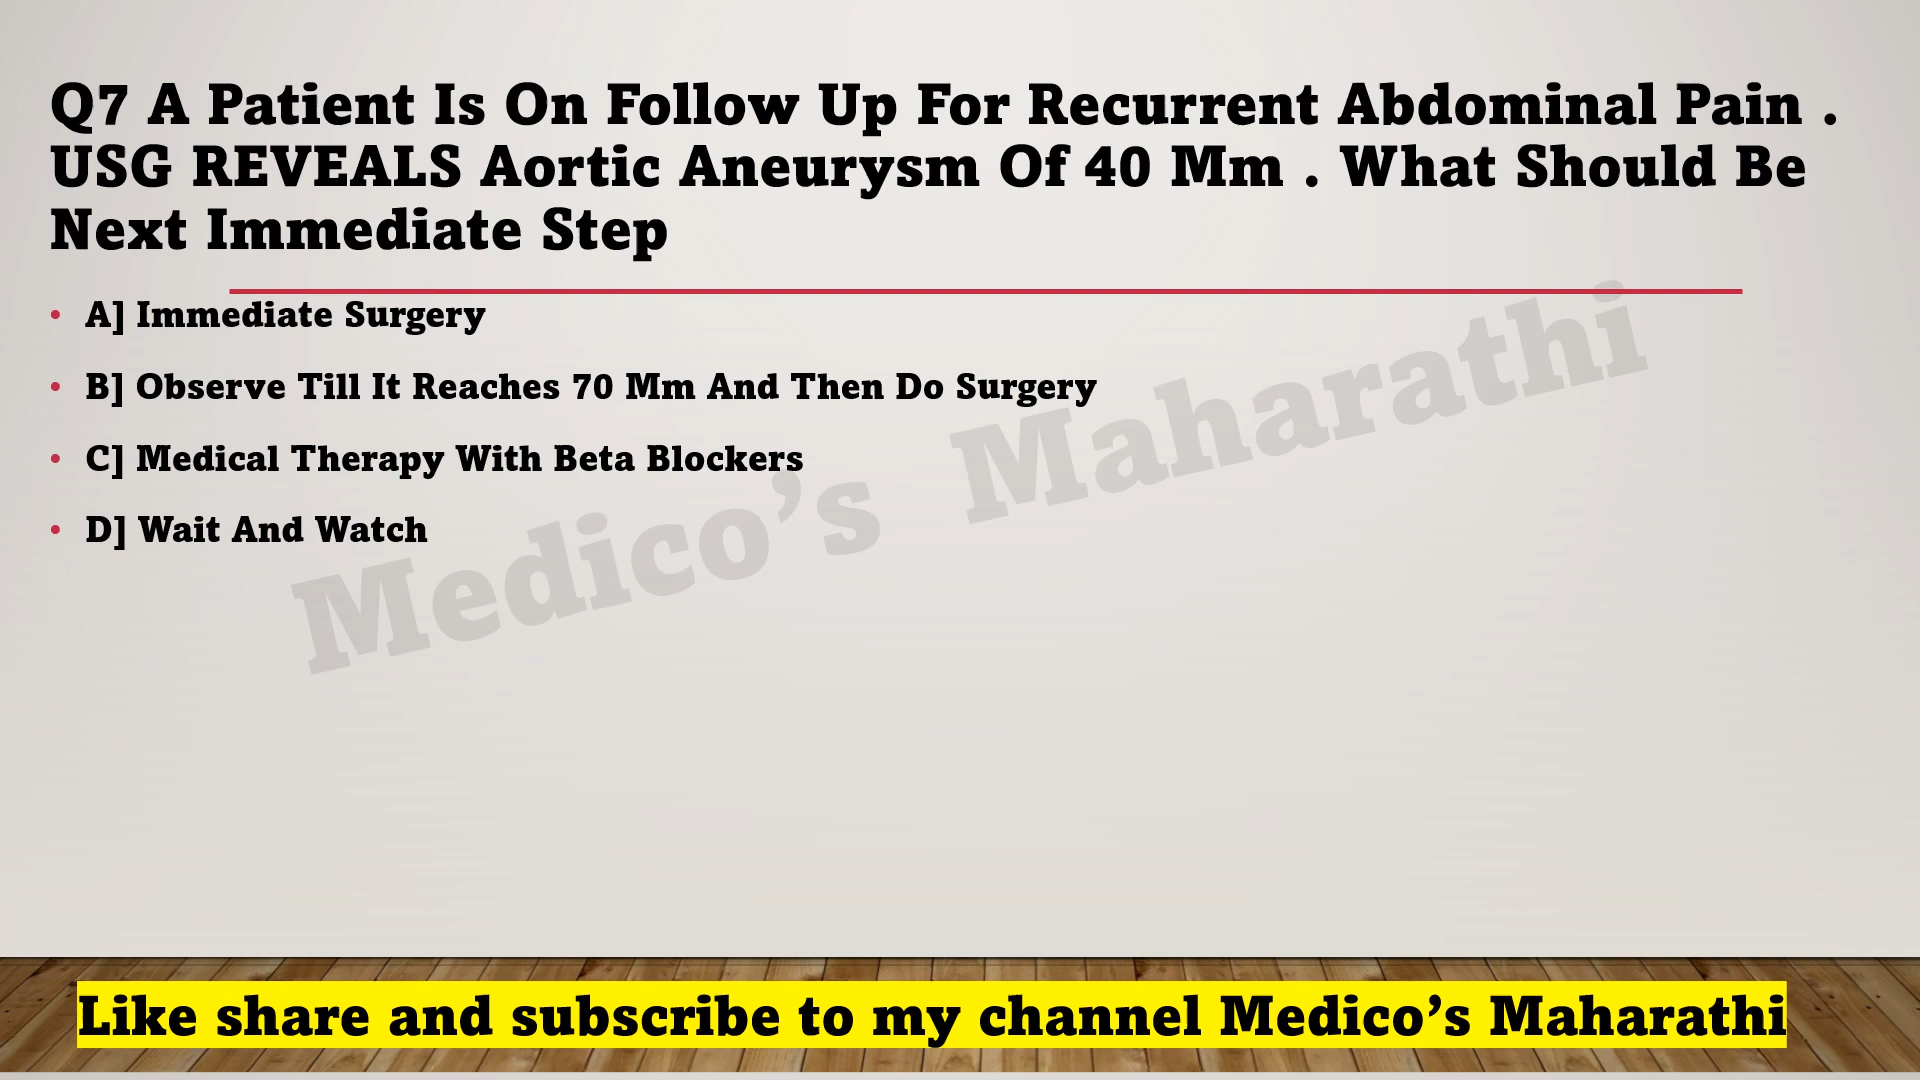 Q7 A Patient Is On Follow Up For Recurrent Abdominal Pain .
USG REVEALS Aortic Aneurysm Of 40 Mm . What Should Be
Next Immediate Step
• A] Immediate Surgery
• B] Observe Till It Reaches 70 Mm And Then Do Surgery
• C] Medical Therapy With Beta Blockers
• D] Wait And Watch
Medico’s Maharathi
Like share and subscribe to my channel Medico’s Maharathi